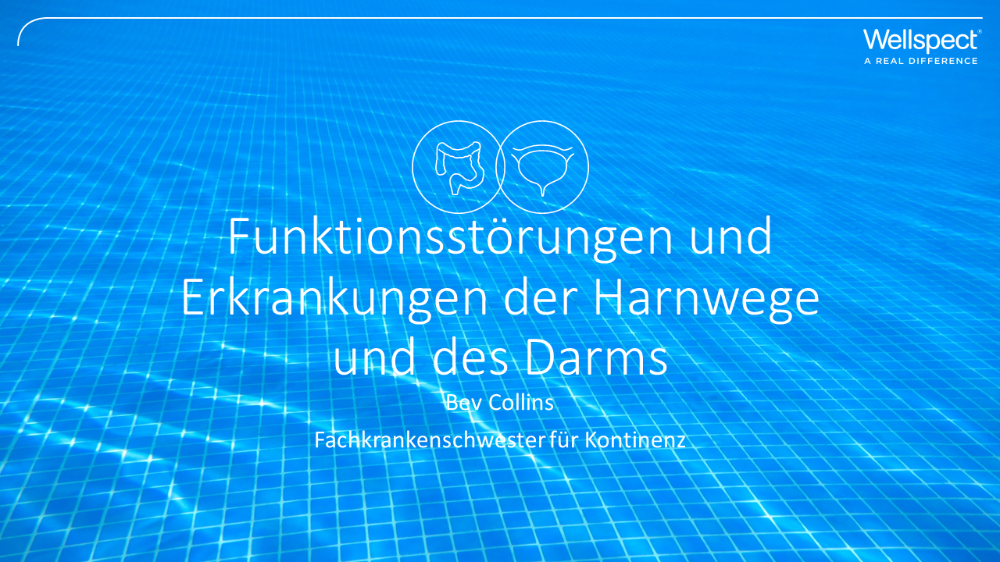 Wellspect®
A REAL DIFFERENCE
Funktionsstörungen und
Erkrankungen der Harnwege
und des Darms
Bev Collins
Fachkrankenschwester für Kontinenz